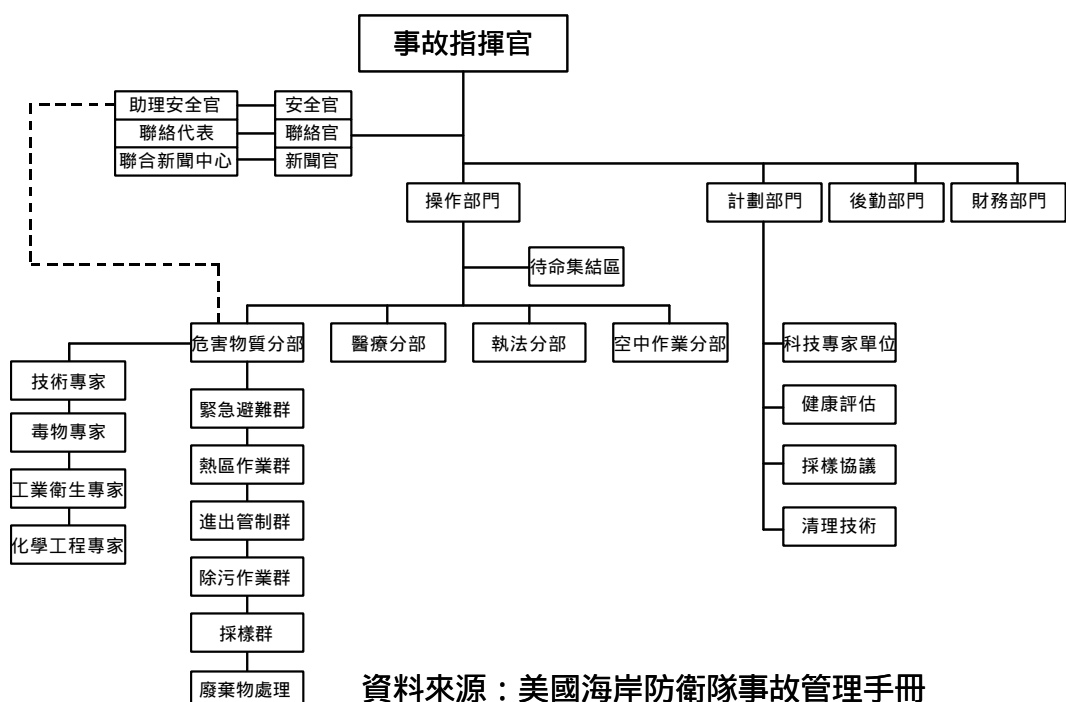 事故指揮官
助理安全官
安全官
聯絡代表
聯絡官
聯合新聞中心
新聞官
操作部門
計劃部門
後勤部門
財務部門
待命集結區
危害物質分部
醫療分部
執法分部
空中作業分部
科技專家單位
技術專家
毒物專家
工業衛生專家
化學工程專家
緊急避難群
熱區作業群
進出管制群
除污作業群
採樣群
廢棄物處理
健康評估
採樣協議
清理技術
資料來源：美國海岸防衛隊事故管理手冊